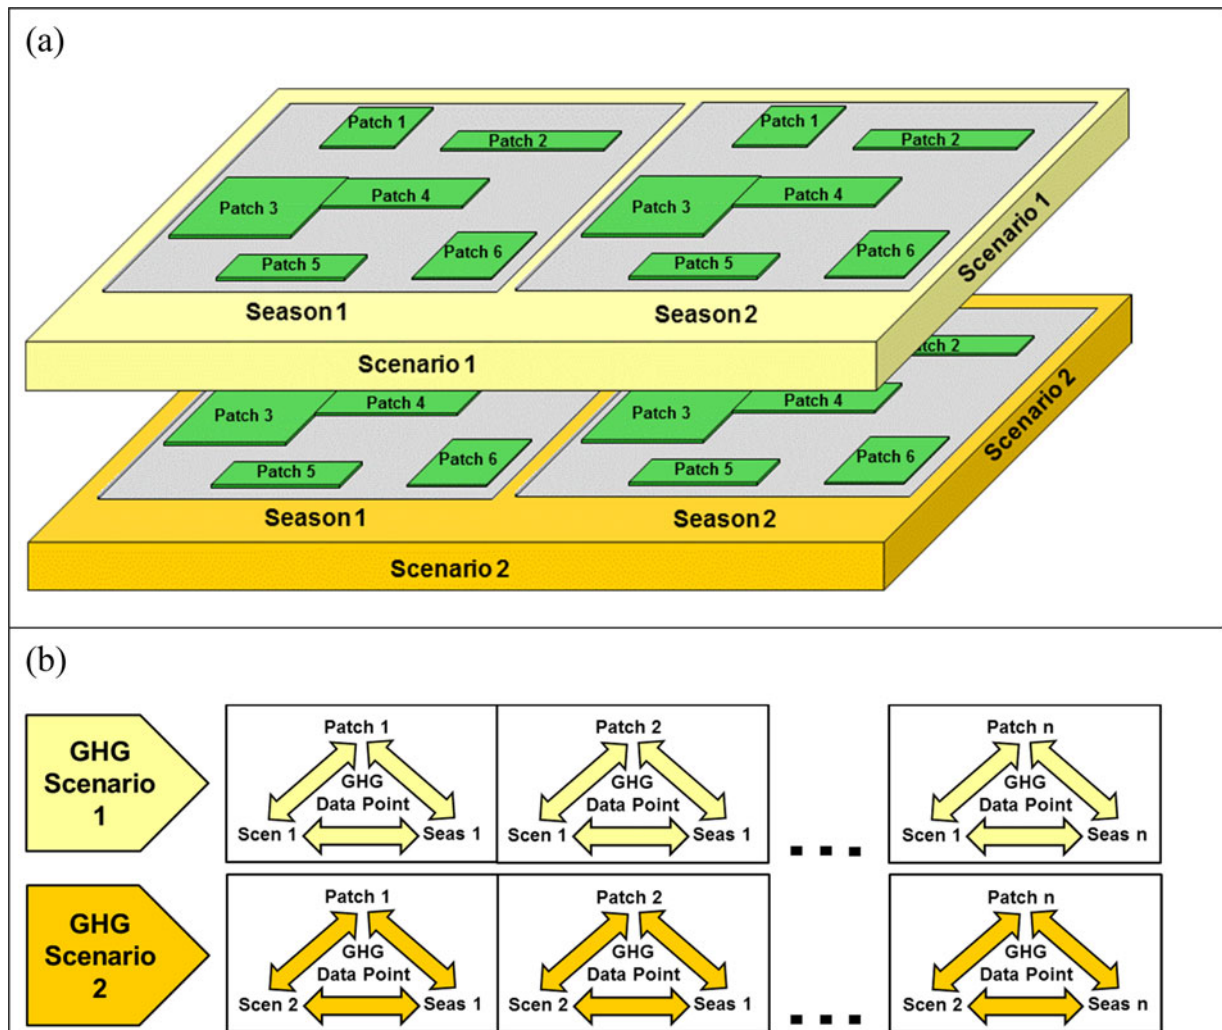 (a)
Patch 1
Patch 2
Patch 3
Patch 4
Patch 5
Patch 6
Season 1
Patch 1
Patch 2
Patch 3
Patch 4
Patch 5
Patch 6
Season 2
Scenario 1
Scenario 1
Patch 3
Patch 4
Patch 5
Patch 6
Season 1
tch 2
Patch 3
Patch 4
Patch 5
Patch 6
Season 2
Scenario 2
Scenario 2
(b)
GHG
Scenario
1
Patch 1
GHG
Data Point
Scen 1
Seas 1
Patch 2
GHG
Data Point
Scen 1
Seas 1
...
Patch n
GHG
Data Point
Scen 1
Seas n
GHG
Scenario
2
Patch 1
GHG
Data Point
Scen 2
Seas 1
Patch 2
GHG
Data Point
Scen 2
Seas 1
...
Patch n
GHG
Data Point
Scen 2
Seas n